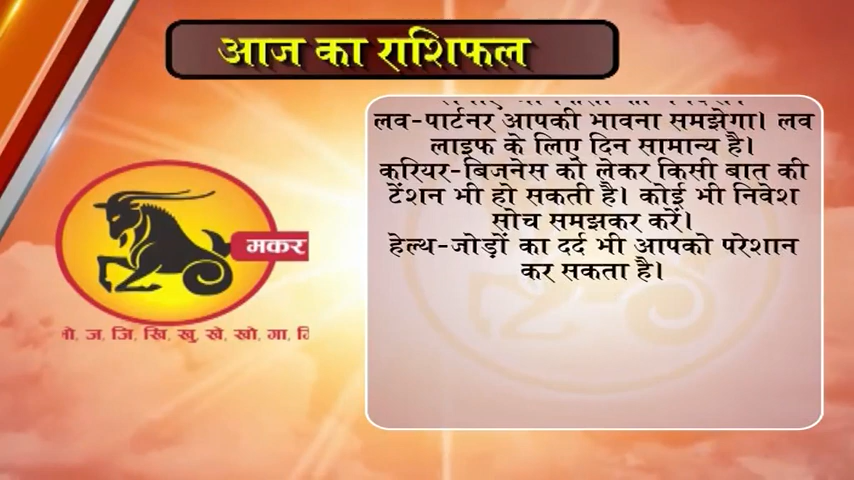 आज का राशिफल
लव-पार्टनर आपकी भावना समझेगा। लव
लाइफ के लिए दिन सामान्य है।
करियर-बिजनेस को लेकर किसी बात की
टेंशन भी हो सकती है। कोई भी निवेश
सोच समझकर करें।
हेल्थ-जोड़ों का दर्द भी आपको परेशान
कर सकता है।
मकर
ज, जि, खि, खु, खे, खो, गा,